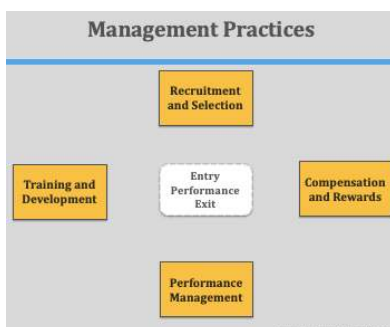 Management Practices
Recruitment
and Selection
Training and
Development
Entry
Performance
Exit
Compensation
and Rewards
Performance
Management